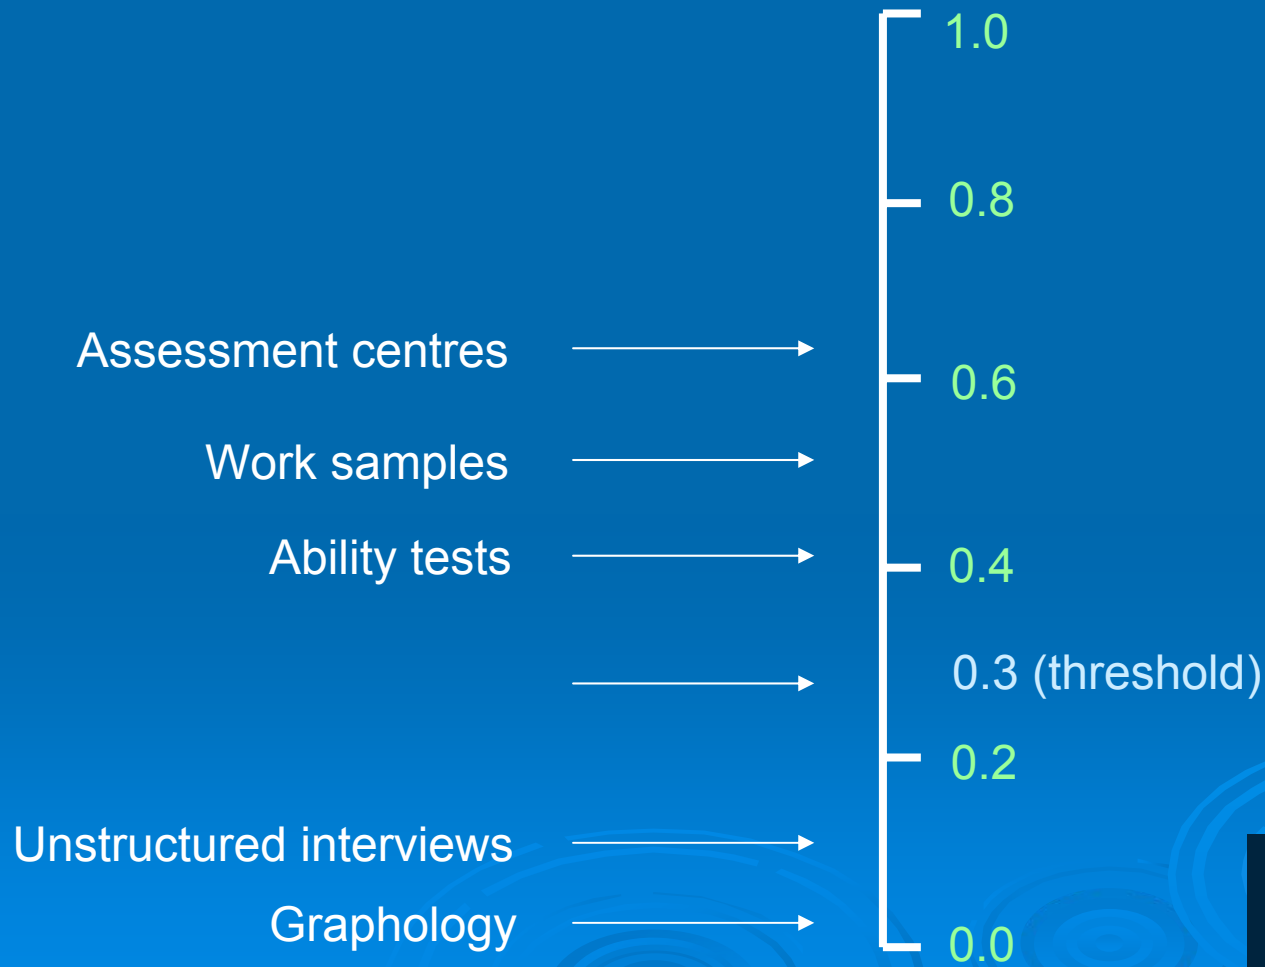 1.0
0.8
Assessment centres
0.6
Work samples
Ability tests
0.4
0.3 (threshold)
0.2
Unstructured interviews
Graphology
0.0